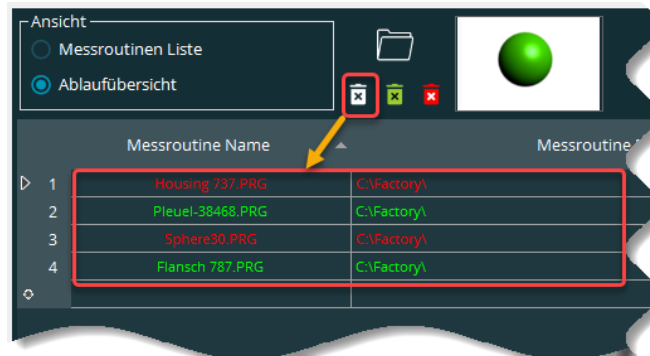 Ansicht
Messroutinen Liste
Ablaufübersicht
Messroutine Name Messroutine
1 Housing 737.PRG C:\Factory\
2 Pleuel-38468.PRG C:\Factory\
3 Sphere30.PRG C:\Factory\
4 Flansch 787.PRG C:\Factory\